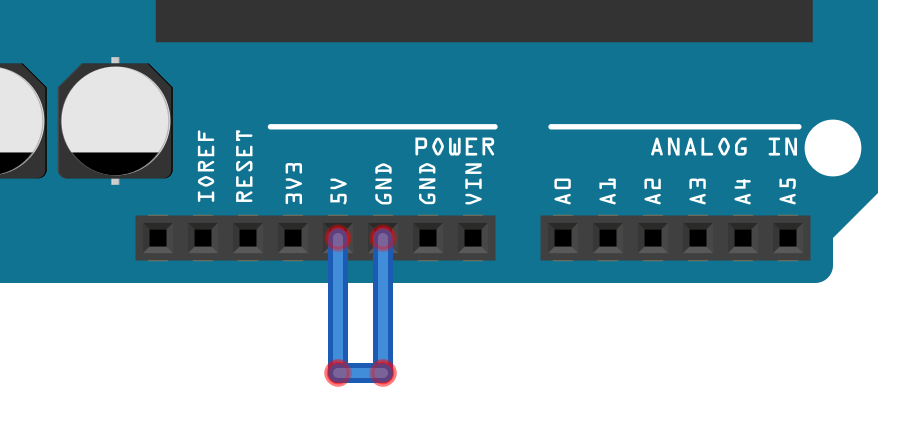 POWER
ANALOG IN
IOREF
RESET
3V3
5V
GND
GND
VIN
A0
A1
A2
A3
A4
A5